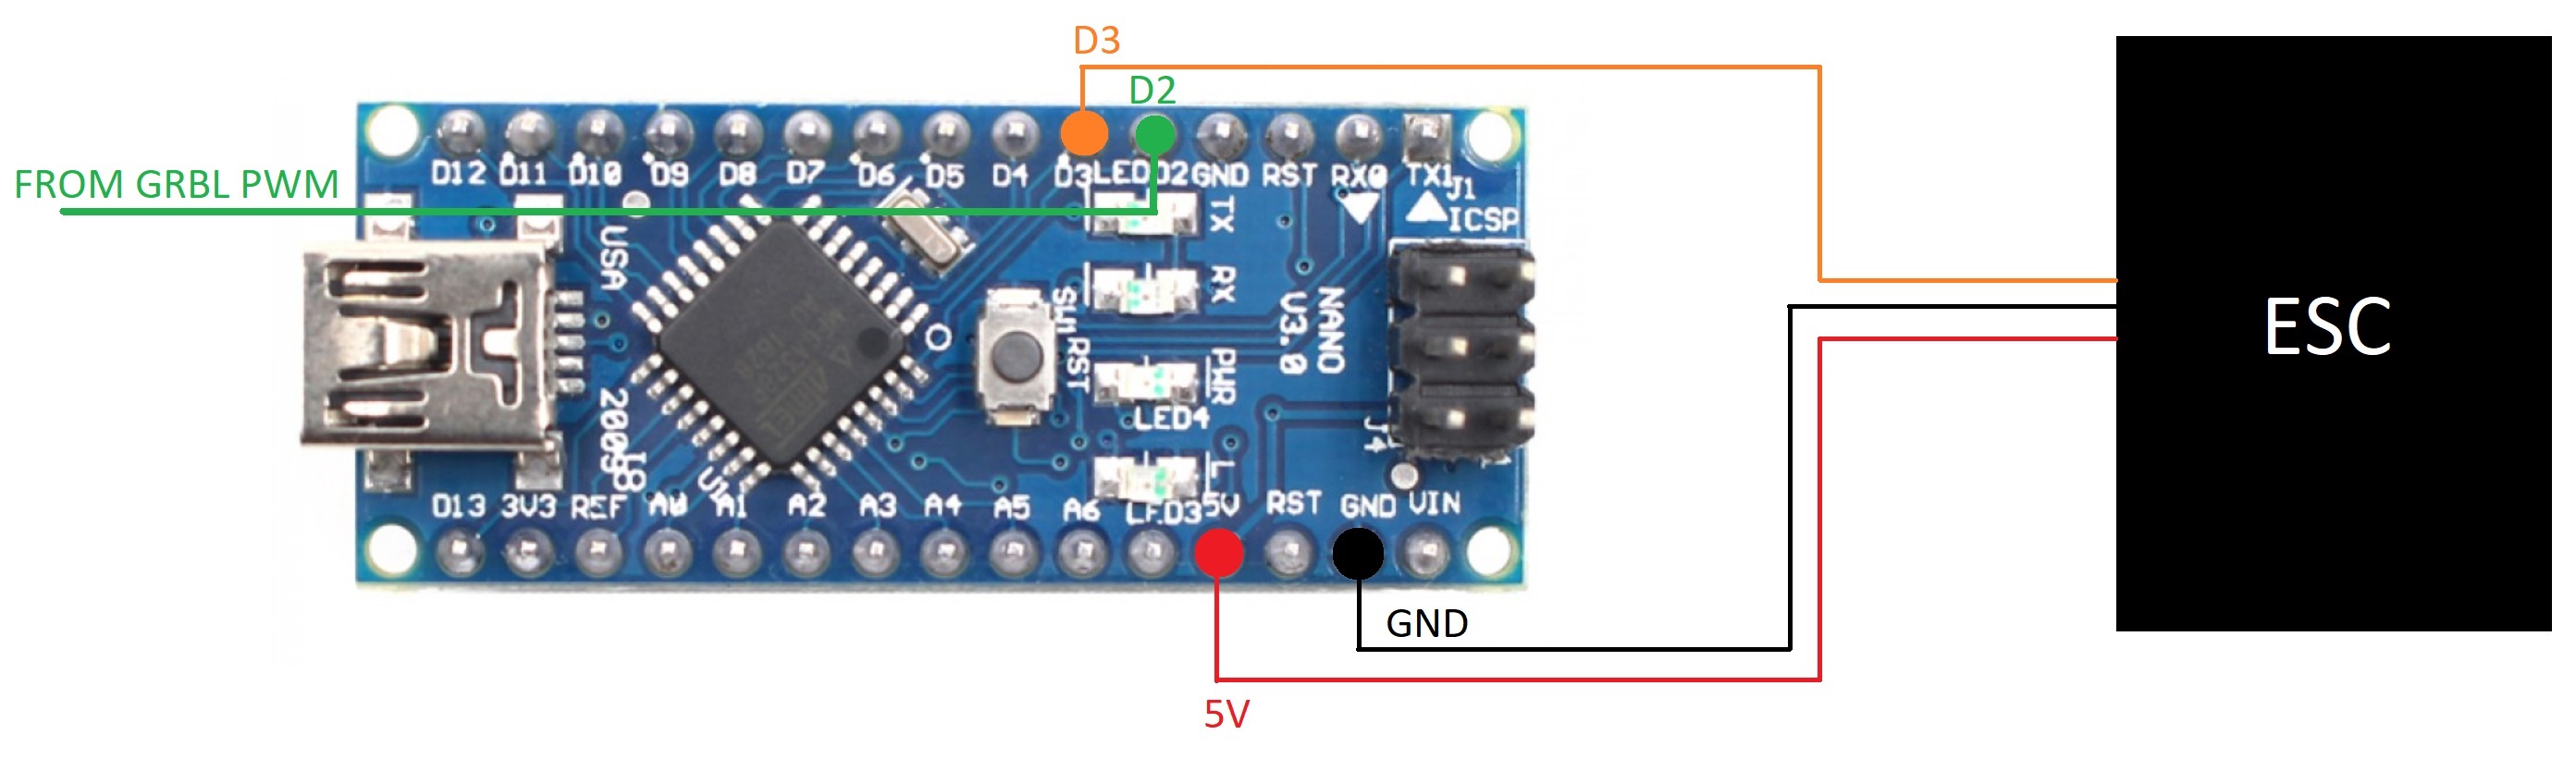 D3
D2
FROM GRBL PWM
D12 D11 D10 D9 D8 D7 D6 D5 D4 D3 LED D2 GND RST RX0 TX1
J1
ICSP
TX
USA
RX
SW1 RST
NANO
V3.0
ESC
PWR
LED4
2009
J8
U1
J4
L
D13 3V3 REF A0 A1 A2 A3 A4 A5 A6 LED3 5V RST GND VIN
GND
5V